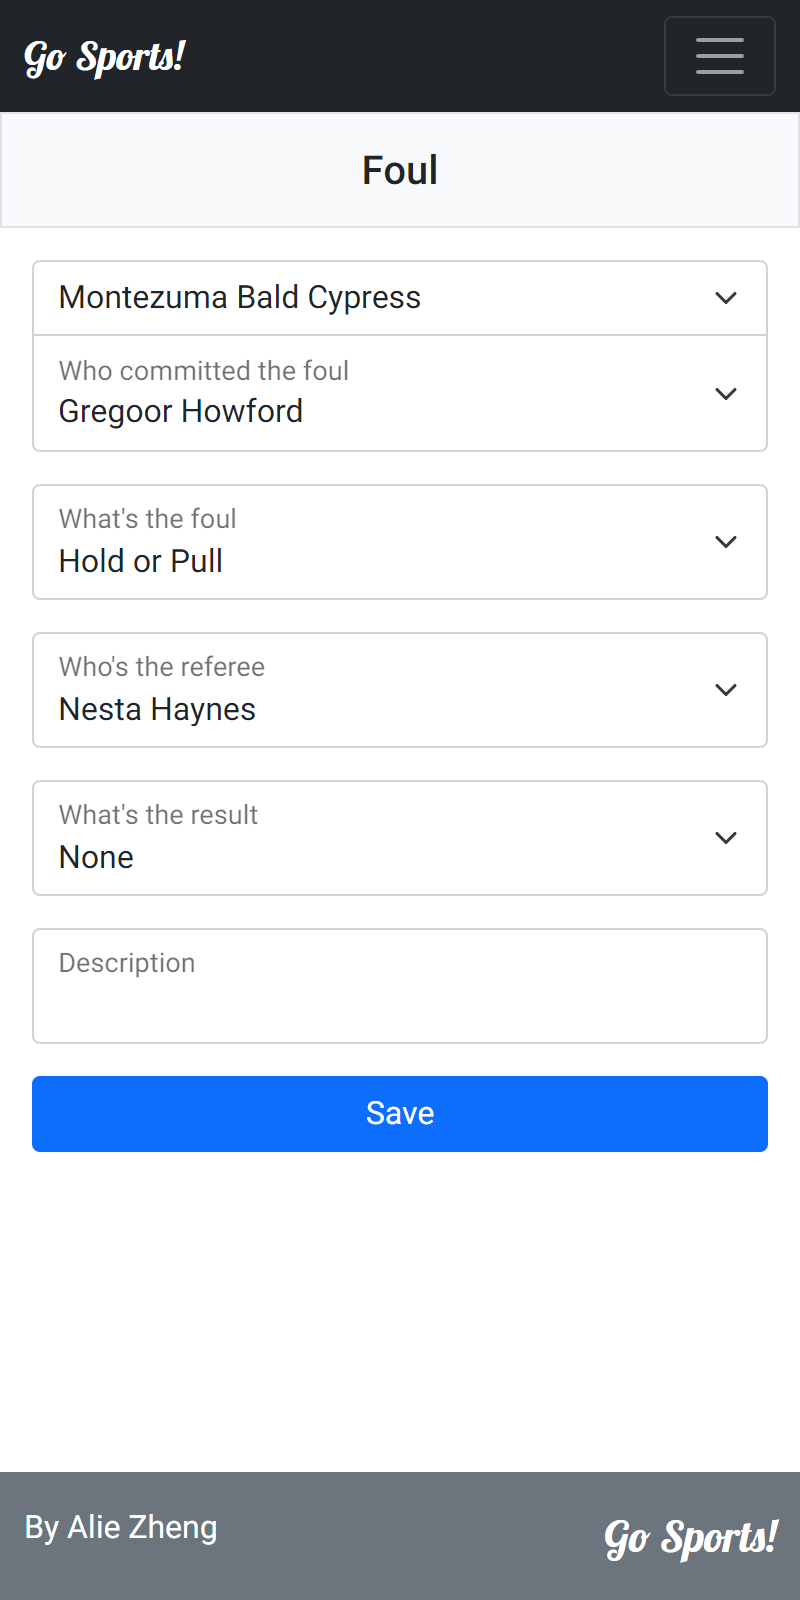 Go Sports!
Foul
Montezuma Bald Cypress
Who committed the foul
Gregoor Howford
What's the foul
Hold or Pull
Who's the referee
Nesta Haynes
What's the result
None
Description
Save
By Alie Zheng
Go Sports!